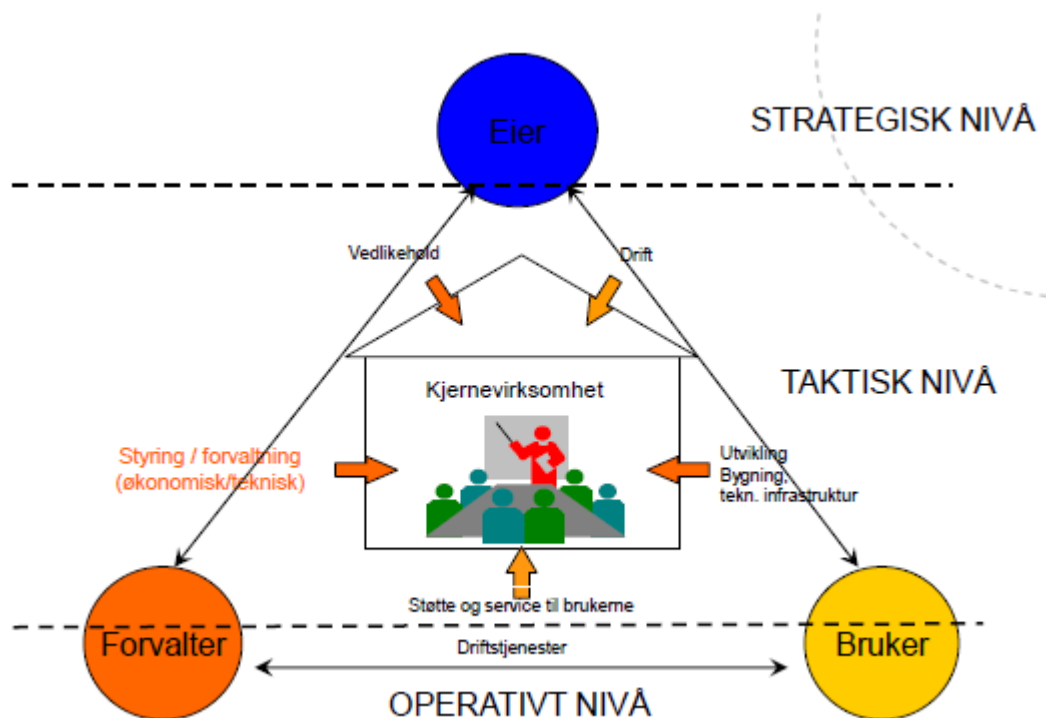 Eier
STRATEGISK NIVÅ
Vedlikehold
Drift
TAKTISK NIVÅ
Kjernevirksomhet
Styring / forvaltning
(økonomisk/teknisk)
Utvikling
Bygning,
tekn. infrastruktur
Støtte og service til brukerne
Forvalter
Driftstjenester
Bruker
OPERATIVT NIVÅ